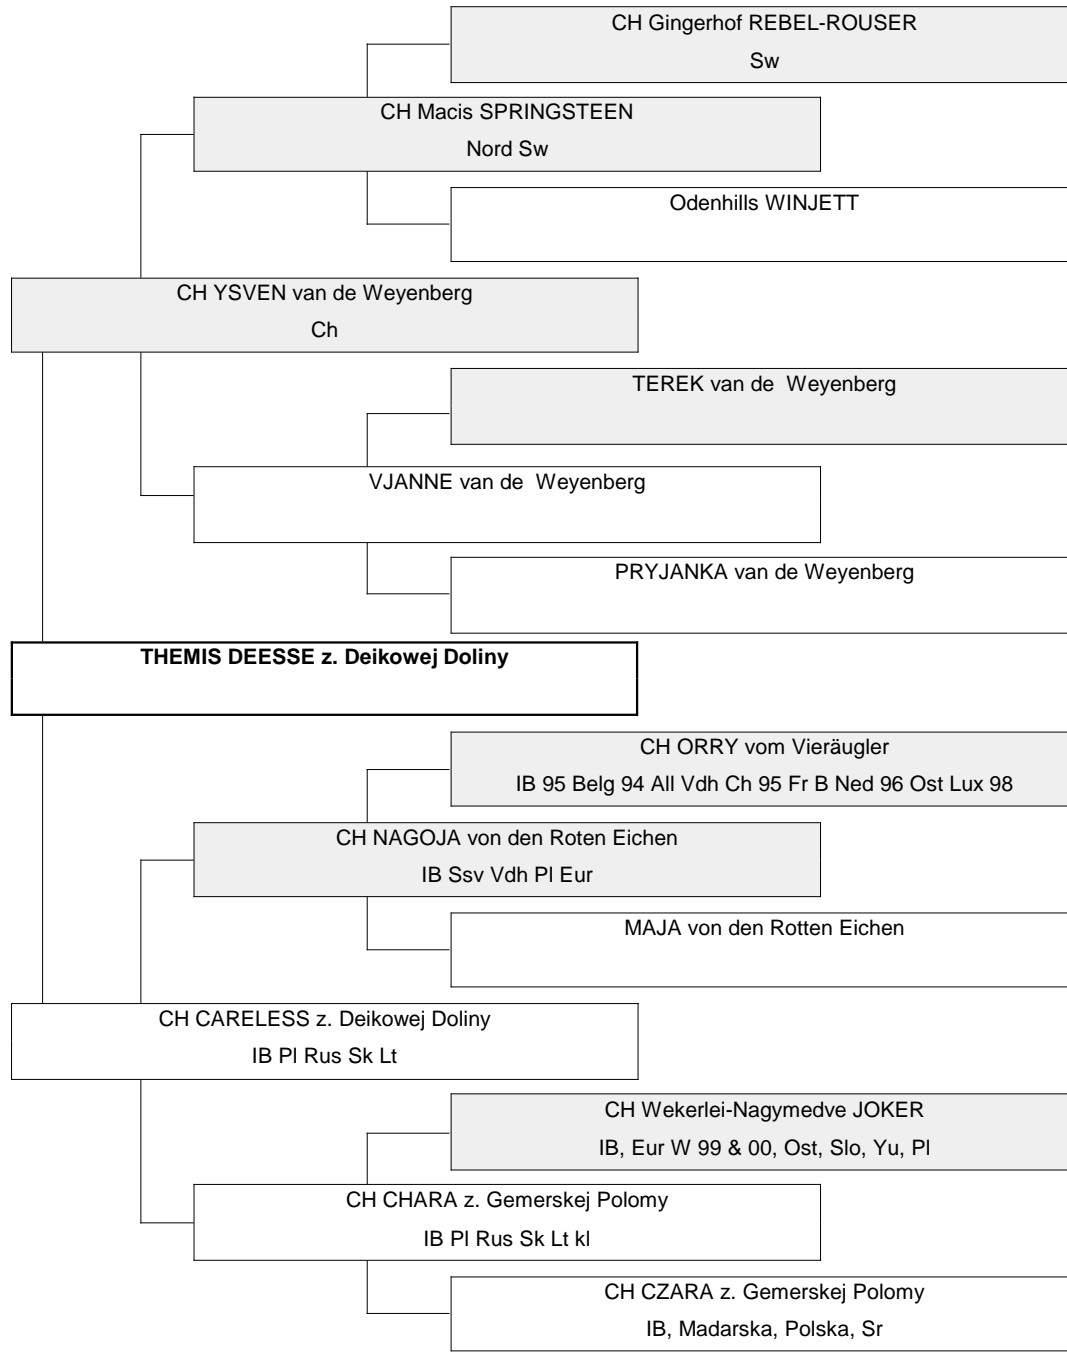 CH Gingerhof REBEL-ROUSER
Sw
CH Macis SPRINGSTEEN
Nord Sw
Odenhills WINJETT
CH YSVEN van de Weyenberg
Ch
TEREK van de  Weyenberg
VJANNE van de  Weyenberg
PRYJANKA van de Weyenberg
THEMIS DEESSE z. Deikowej Doliny
CH ORRY vom Vieräugler
IB 95 Belg 94 All Vdh Ch 95 Fr B Ned 96 Ost Lux 98
CH NAGOJA von den Roten Eichen
IB Ssv Vdh Pl Eur
MAJA von den Rotten Eichen
CH CARELESS z. Deikowej Doliny
IB Pl Rus Sk Lt
CH Wekerlei-Nagymedve JOKER
IB, Eur W 99 & 00, Ost, Slo, Yu, Pl
CH CHARA z. Gemerskej Polomy
IB Pl Rus Sk Lt kl
CH CZARA z. Gemerskej Polomy
IB, Madarska, Polska, Sr